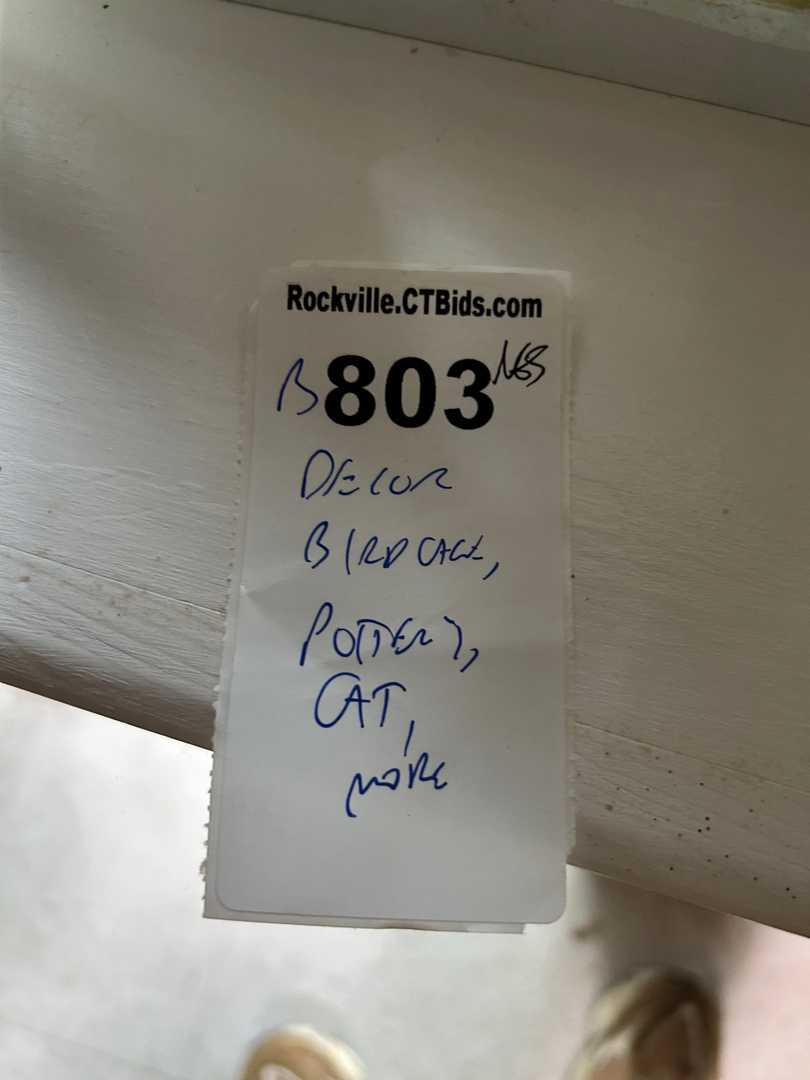 Rockville.CTBids.com
B803
DECOR
BIRDCAGE,
POTTERY,
CAT,
MORE